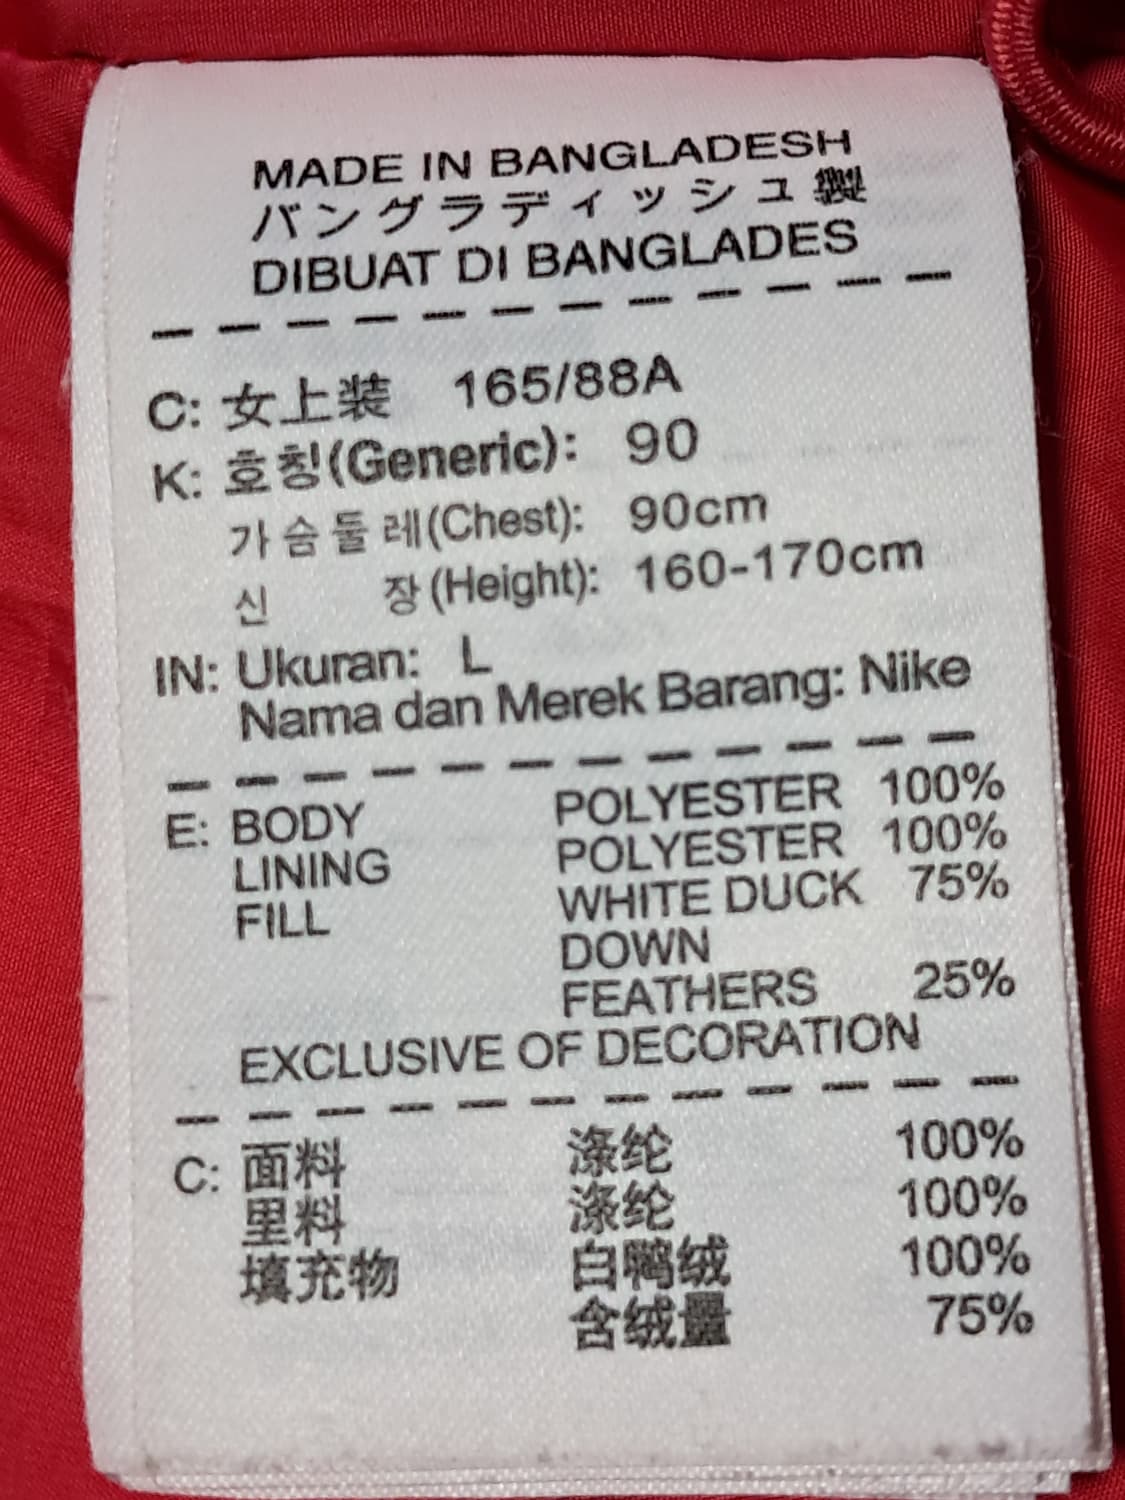 MADE IN BANGLADESH
バングラディッシュ製
DIBUAT DI BANGLADES
C: 女上装 165/88A
K: 호칭(Generic): 90
가슴둘레(Chest): 90cm
신 장(Height): 160-170cm
IN: Ukuran: L
Nama dan Merek Barang: Nike
E: BODY POLYESTER 100%
LINING POLYESTER 100%
FILL WHITE DUCK 75%
DOWN
FEATHERS 25%
EXCLUSIVE OF DECORATION
C: 面料 涤纶 100%
里料 涤纶 100%
填充物 白鸭绒 100%
含绒量 75%